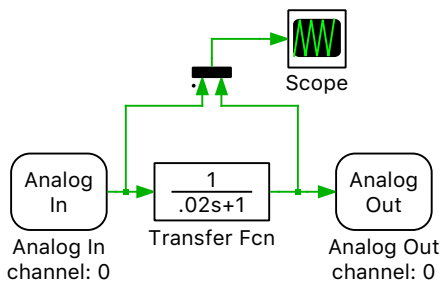 Scope
Analog
In
1
.02s+1
Analog
Out
Analog In
channel: 0
Transfer Fcn
Analog Out
channel: 0